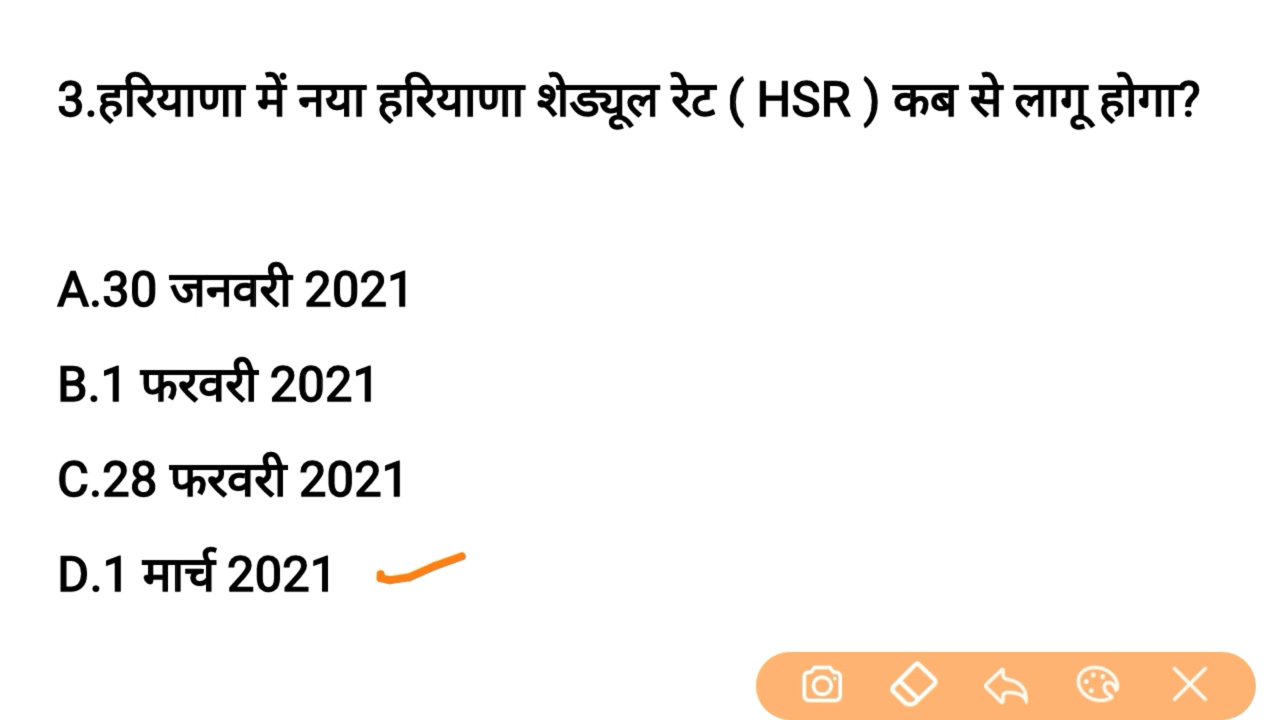 3.हरियाणा में नया हरियाणा शेड्यूल रेट ( HSR ) कब से लागू होगा?
A.30 जनवरी 2021
B.1 फरवरी 2021
C.28 फरवरी 2021
D.1 मार्च 2021